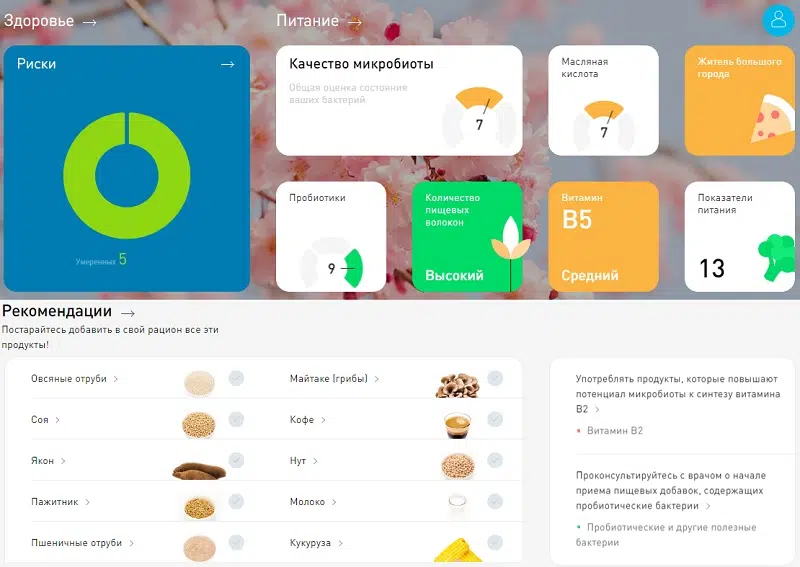 Здоровье →
Питание →
Риски →
Умеренных 5
Качество микробиоты
Общая оценка состояния
ваших бактерий
7
Масляная
кислота
7
Житель большого
города
Пробиотики
9
Количество
пищевых
волокон
Высокий
Витамин
B5
Средний
Показатели
питания
13
Рекомендации →
Постарайтесь добавить в свой рацион все эти
продукты!
Овсяные отруби >
Соя >
Якон >
Пажитник >
Пшеничные отруби >
Майтаке (грибы) >
Кофе >
Нут >
Молоко >
Кукуруза >
Употреблять продукты, которые повышают
потенциал микробиоты к синтезу витамина
B2 >
• Витамин B2
Проконсультируйтесь с врачом о начале
приема пищевых добавок, содержащих
пробиотические бактерии >
• Пробиотические и другие полезные
бактерии